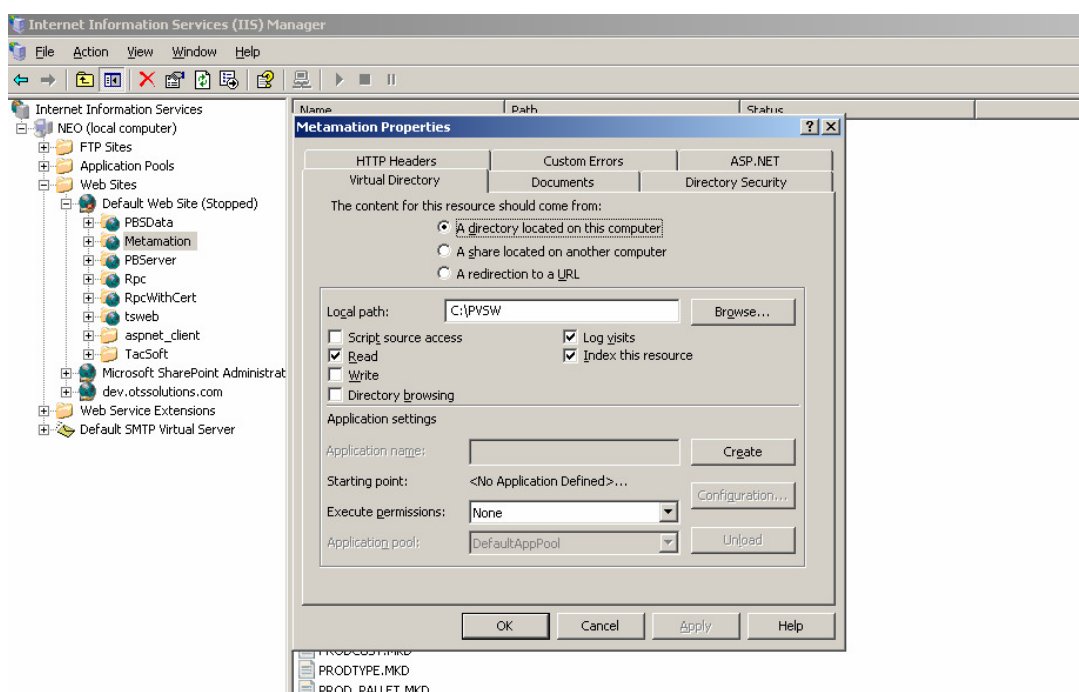 Internet Information Services (IIS) Manager
File Action View Window Help
Internet Information Services
NEO (local computer)
FTP Sites
Application Pools
Web Sites
Default Web Site (Stopped)
PBSData
Metamation
PBServer
Rpc
RpcWithCert
tsweb
aspnet_client
TacSoft
Microsoft SharePoint Administrat
dev.otssolutions.com
Web Service Extensions
Default SMTP Virtual Server
Name Path Status
Metamation Properties
HTTP Headers Custom Errors ASP.NET
Virtual Directory Documents Directory Security
The content for this resource should come from:
A directory located on this computer
A share located on another computer
A redirection to a URL
Local path: C:\PVSW Browse...
Script source access Log visits
Read Index this resource
Write
Directory browsing
Application settings
Application name: Create
Starting point: <No Application Defined>...
Configuration...
Execute permissions: None
Application pool: DefaultAppPool Unload
OK Cancel Apply Help
PRODCUST.MKD
PRODTYPE.MKD
PROD_PALLET.MKD